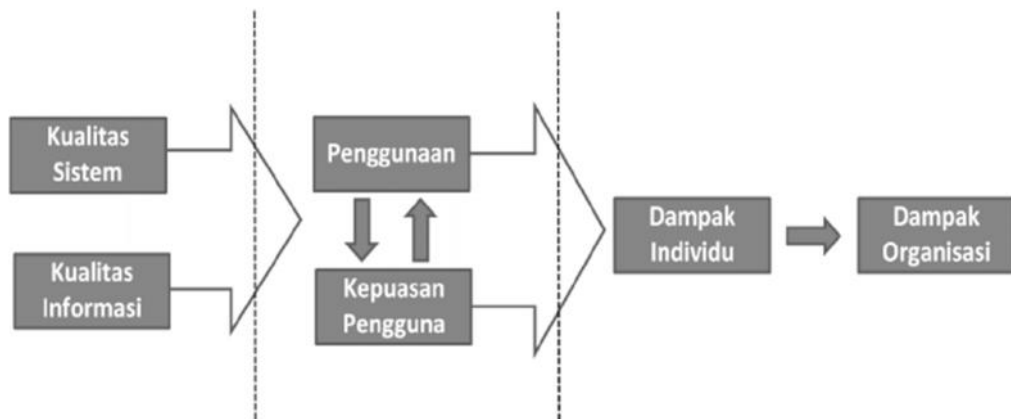 Kualitas
Sistem
Kualitas
Informasi
Penggunaan
Kepuasan
Pengguna
Dampak
Individu
Dampak
Organisasi